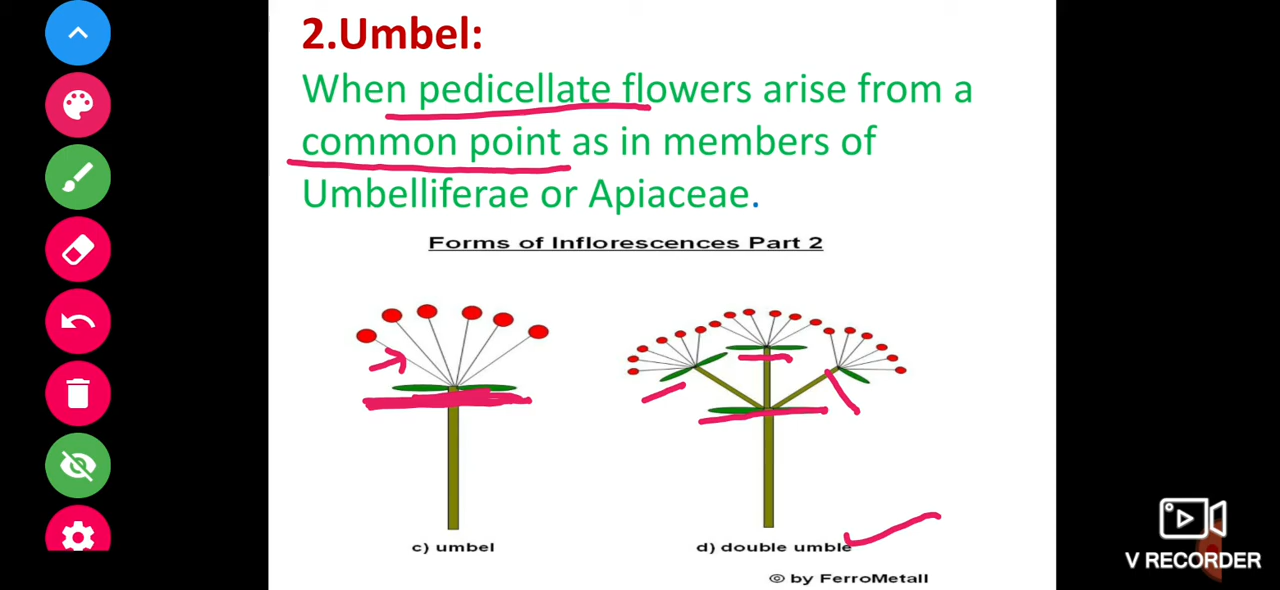 2.Umbel:
When pedicellate flowers arise from a
common point as in members of
Umbelliferae or Apiaceae.
Forms of Inflorescences Part 2
c) umbel
d) double umble
© by FerroMetall
V RECORDER